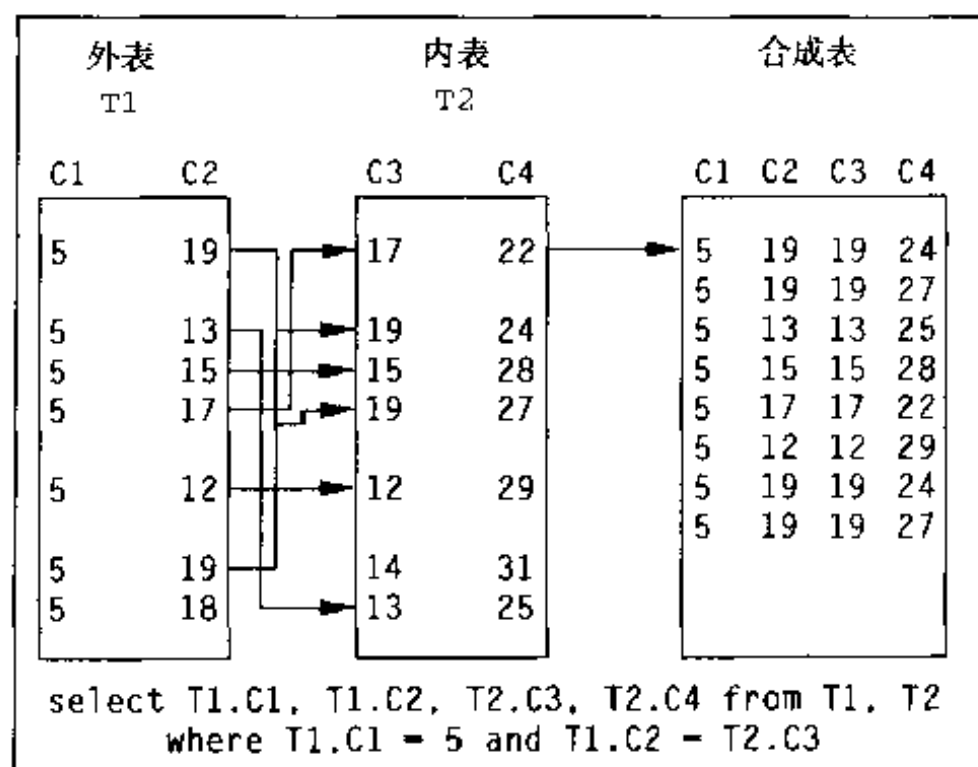 外表 内表 合成表
T1 T2
C1 C2 C3 C4 C1 C2 C3 C4
5 19 17 22 5 19 19 24
5 19 19 27
5 13 19 24 5 13 13 25
5 15 15 28 5 15 15 28
5 17 19 27 5 17 17 22
5 12 12 29
5 12 12 29 5 19 19 24
5 19 19 27
5 19 14 31
5 18 13 25
select T1.C1, T1.C2, T2.C3, T2.C4 from T1, T2
where T1.C1 = 5 and T1.C2 = T2.C3